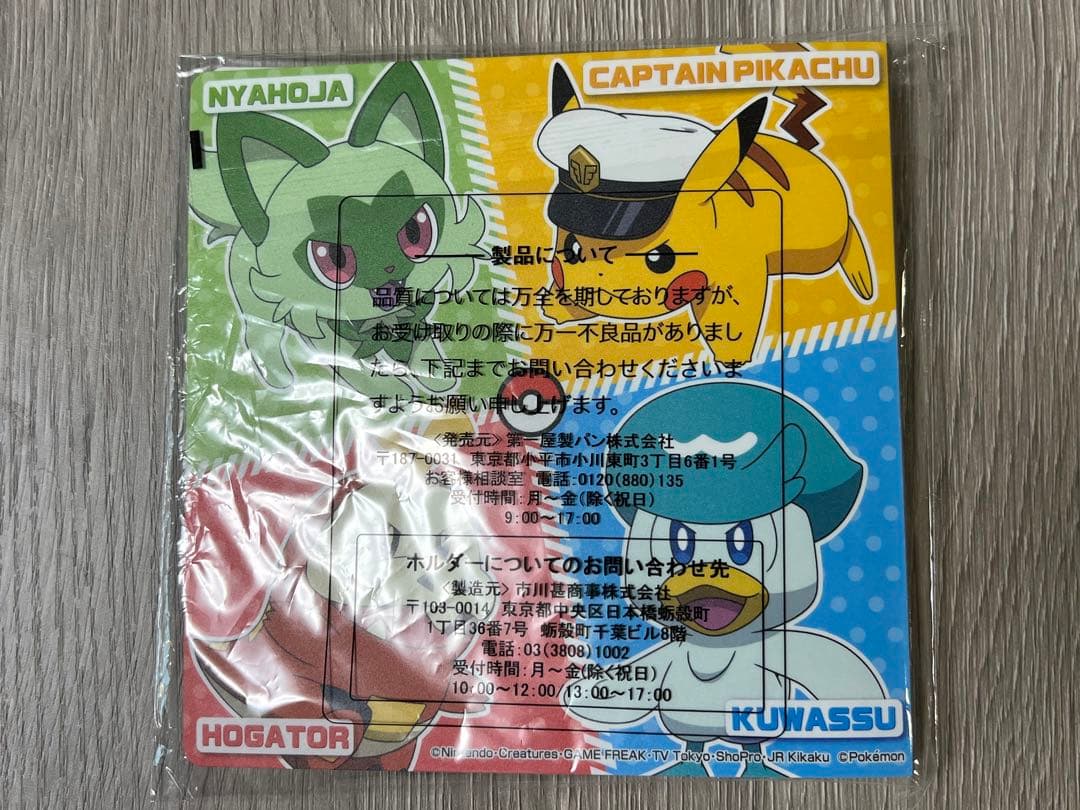 NYAHOJA
CAPTAIN PIKACHU
製品について
品質については万全を期しておりますが、
お受け取りの際に万一不良品がありまし
たら、下記までお問い合わせくださいま
すようお願い申し上げます。
〈発売元〉第一屋製パン株式会社
〒187-0031 東京都小平市小川東町3丁目6番1号
お客様相談室 電話:0120(880)135
受付時間:月〜金(除く祝日)
9:00〜17:00
ホルダーについてのお問い合わせ先
〈製造元〉市川甚商事株式会社
〒103-0014 東京都中央区日本橋蛎殻町
1丁目36番7号 蛎殻町千葉ビル8階
電話:03(3808)1002
受付時間:月〜金(除く祝日)
10:00〜12:00/13:00〜17:00
HOGATOR
KUWASSU
©Nintendo・Creatures・GAME FREAK・TV Tokyo・ShoPro・JR Kikaku ©Pokémon